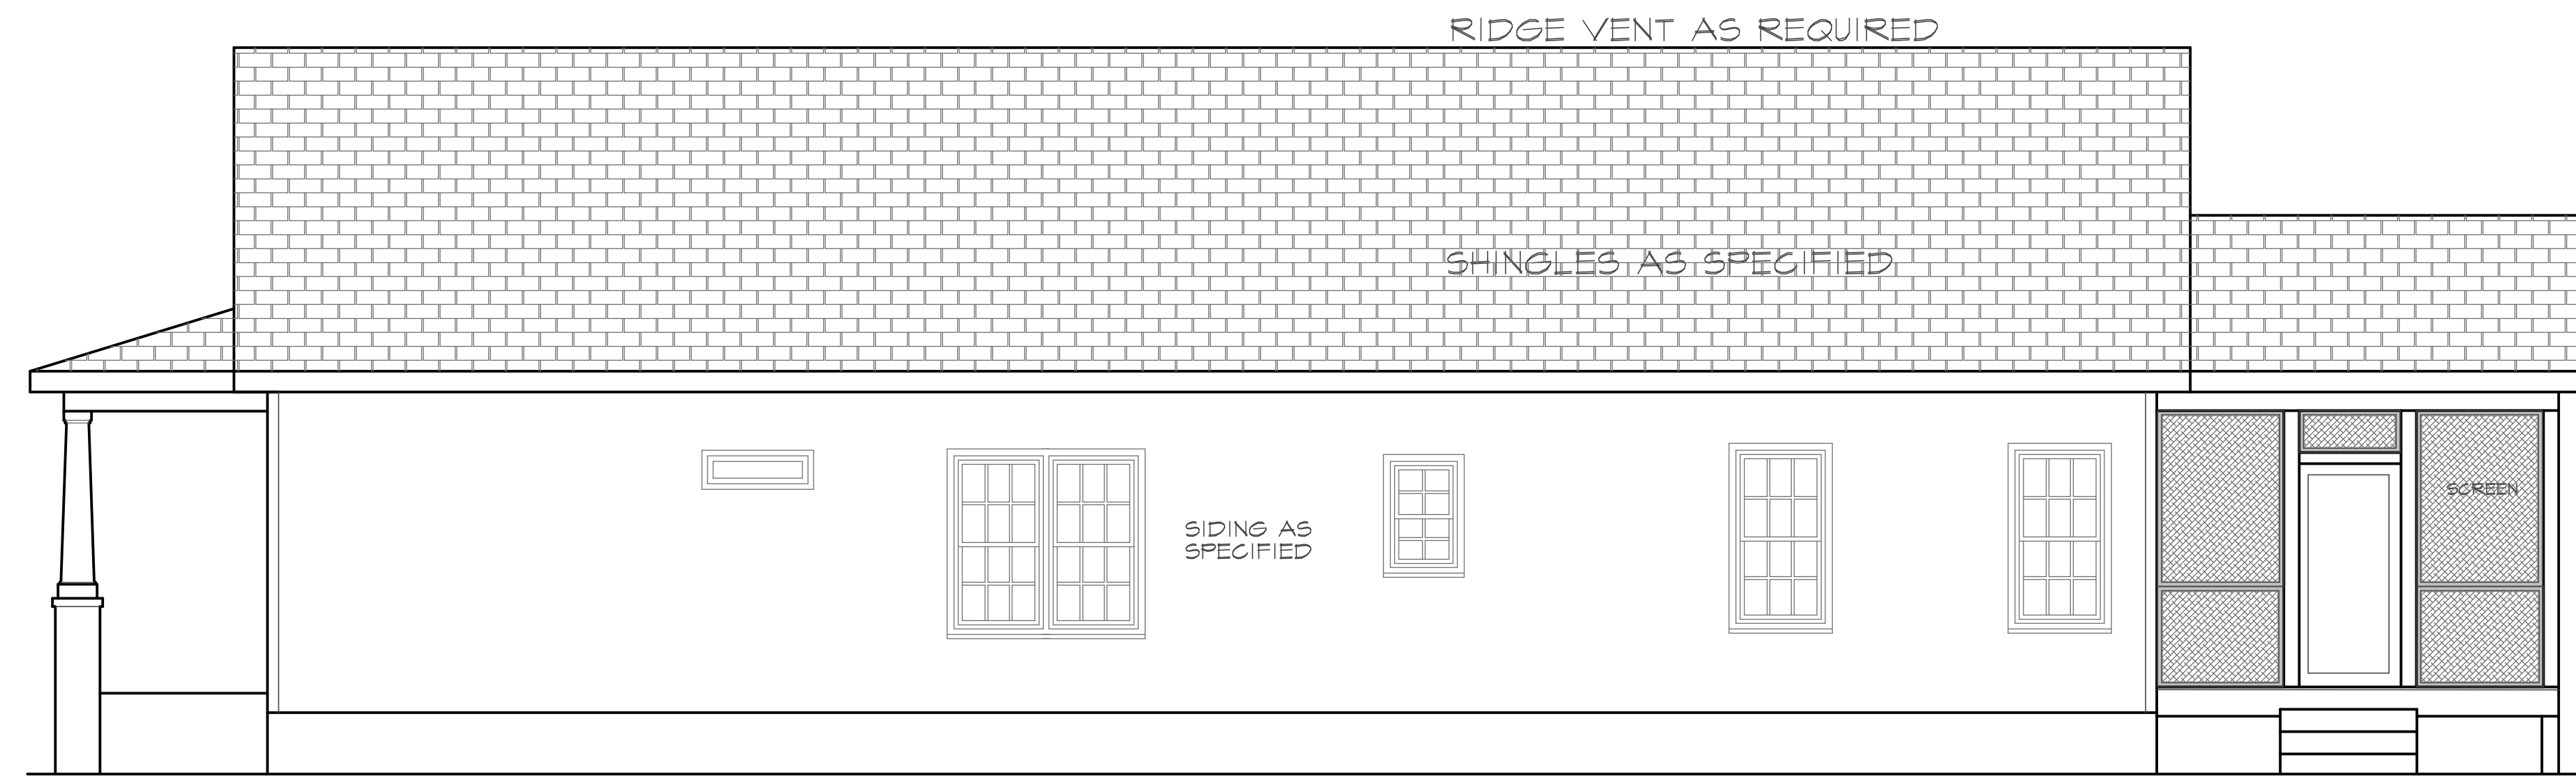 RIDGE VENT AS REQUIRED
SHINGLES AS SPECIFIED
SCREEN
SIDING AS
SPECIFIED